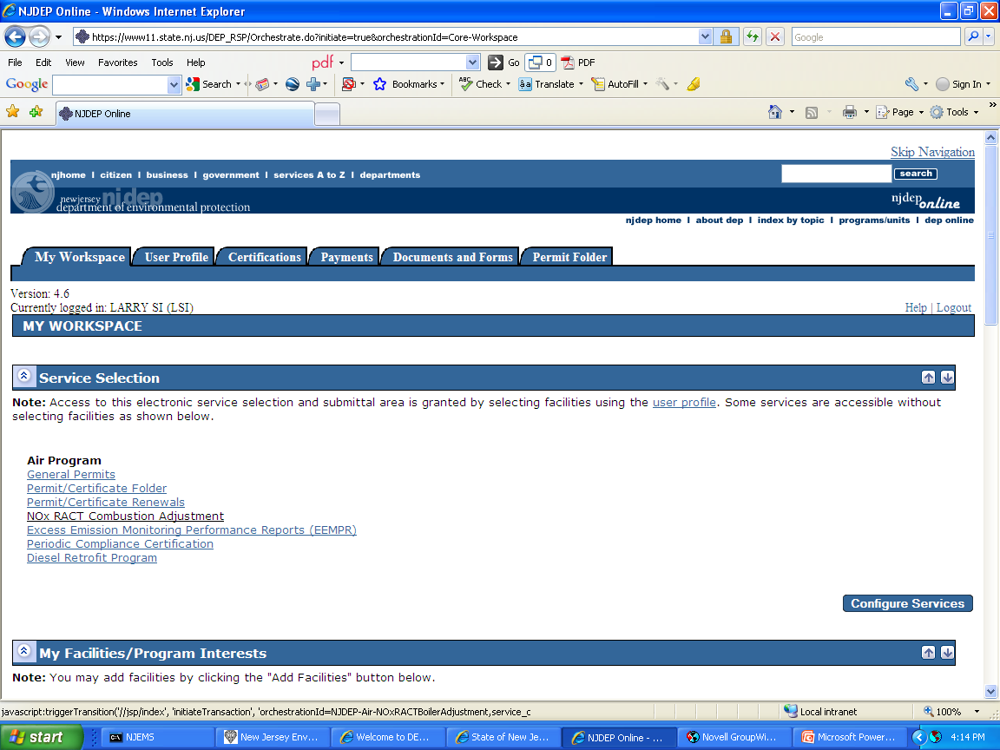 NJDEP Online - Windows Internet Explorer
https://www11.state.nj.us/DEP_RSP/Orchestrate.do?initiate=true&orchestrationId=Core-Workspace
Google
File Edit View Favorites Tools Help
pdf Go 0 PDF
Google Search Bookmarks ABC Check åa Translate AutoFill Sign In
NJDEP Online
Page Tools
Skip Navigation
njhome I citizen I business I government I services A to Z I departments
search
newjersey njdep
department of environmental protection
njdep online
njdep home I about dep I index by topic I programs/units I dep online
My Workspace User Profile Certifications Payments Documents and Forms Permit Folder
Version: 4.6
Currently logged in: LARRY SI (LSI)
Help | Logout
MY WORKSPACE
Service Selection
Note: Access to this electronic service selection and submittal area is granted by selecting facilities using the user profile. Some services are accessible without
selecting facilities as shown below.
Air Program
General Permits
Permit/Certificate Folder
Permit/Certificate Renewals
NOx RACT Combustion Adjustment
Excess Emission Monitoring Performance Reports (EEMPR)
Periodic Compliance Certification
Diesel Retrofit Program
Configure Services
My Facilities/Program Interests
Note: You may add facilities by clicking the "Add Facilities" button below.
javascript:triggerTransition('//jsp/index', 'initiateTransaction', 'orchestrationId=NJDEP-Air-NOxRACTBoilerAdjustment,service_c
Local intranet
100%
start
NJEMS
New Jersey Env...
Welcome to DE...
State of New Je...
NJDEP Online - ...
Novell GroupWi...
Microsoft Power...
4:14 PM